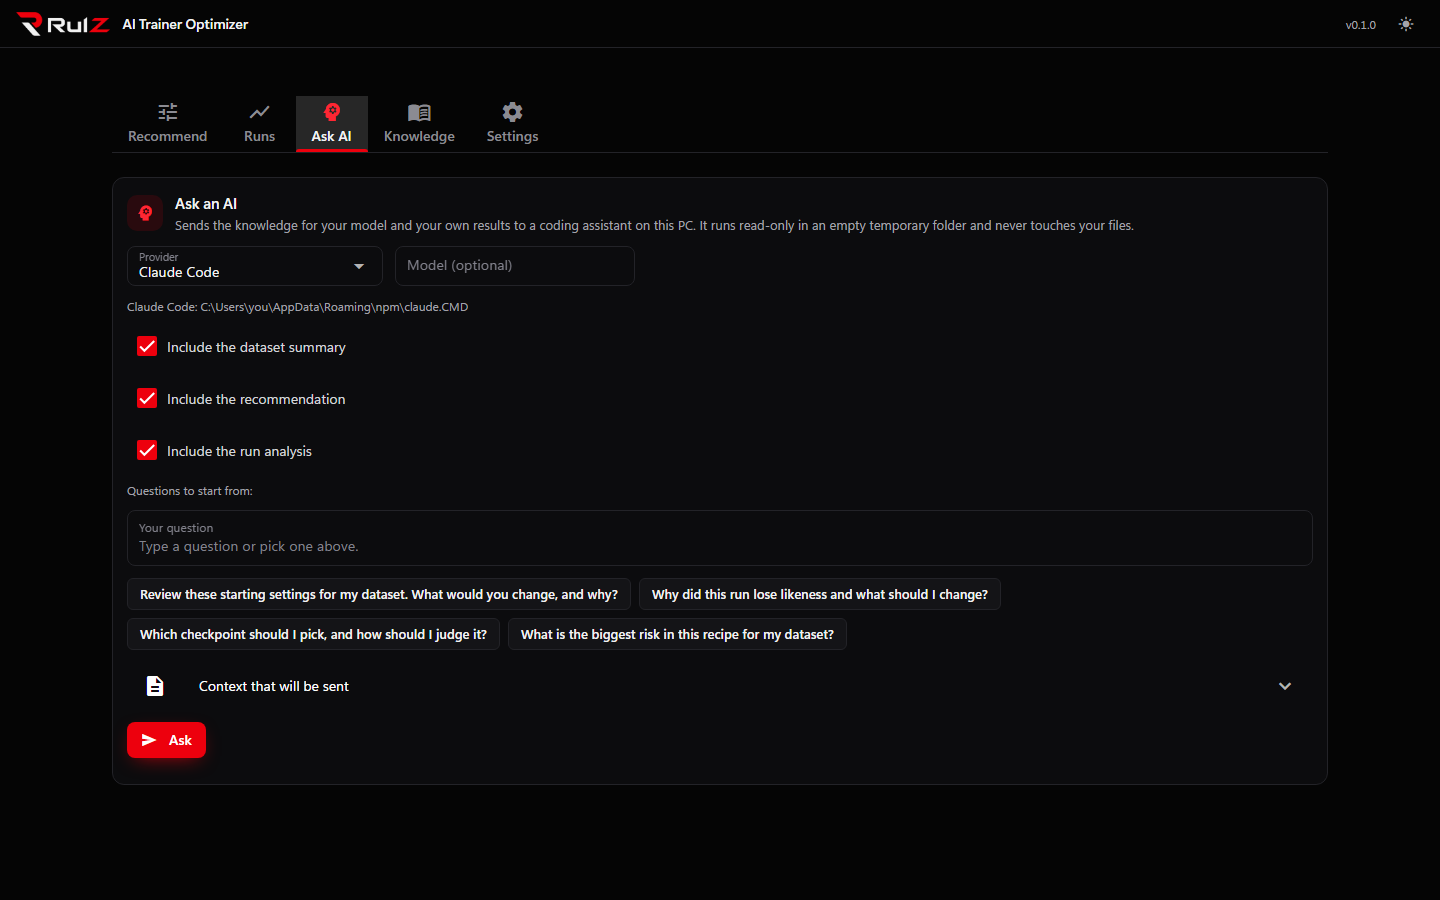 RulZ AI Trainer Optimizer v0.1.0
Recommend Runs Ask AI Knowledge Settings
Ask an AI
Sends the knowledge for your model and your own results to a coding assistant on this PC. It runs read-only in an empty temporary folder and never touches your files.
Provider
Claude Code
Model (optional)
Claude Code: C:\Users\you\AppData\Roaming\npm\claude.CMD
Include the dataset summary
Include the recommendation
Include the run analysis
Questions to start from:
Your question
Type a question or pick one above.
Review these starting settings for my dataset. What would you change, and why? Why did this run lose likeness and what should I change?
Which checkpoint should I pick, and how should I judge it? What is the biggest risk in this recipe for my dataset?
Context that will be sent
Ask